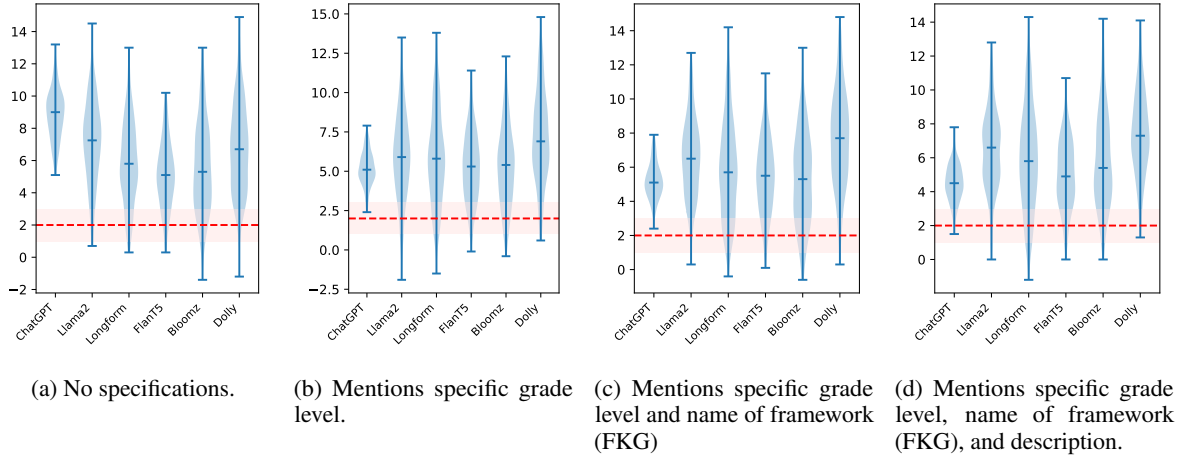 14
12
10
8
6
4
2
0
−2
ChatGPT
Llama2
Longform
FlanT5
Bloomz
Dolly
(a) No specifications.
15.0
12.5
10.0
7.5
5.0
2.5
0.0
−2.5
ChatGPT
Llama2
Longform
FlanT5
Bloomz
Dolly
(b) Mentions specific grade
level.
14
12
10
8
6
4
2
0
ChatGPT
Llama2
Longform
FlanT5
Bloomz
Dolly
(c) Mentions specific grade
level and name of framework
(FKG)
14
12
10
8
6
4
2
0
ChatGPT
Llama2
Longform
FlanT5
Bloomz
Dolly
(d) Mentions specific grade
level, name of framework
(FKG), and description.